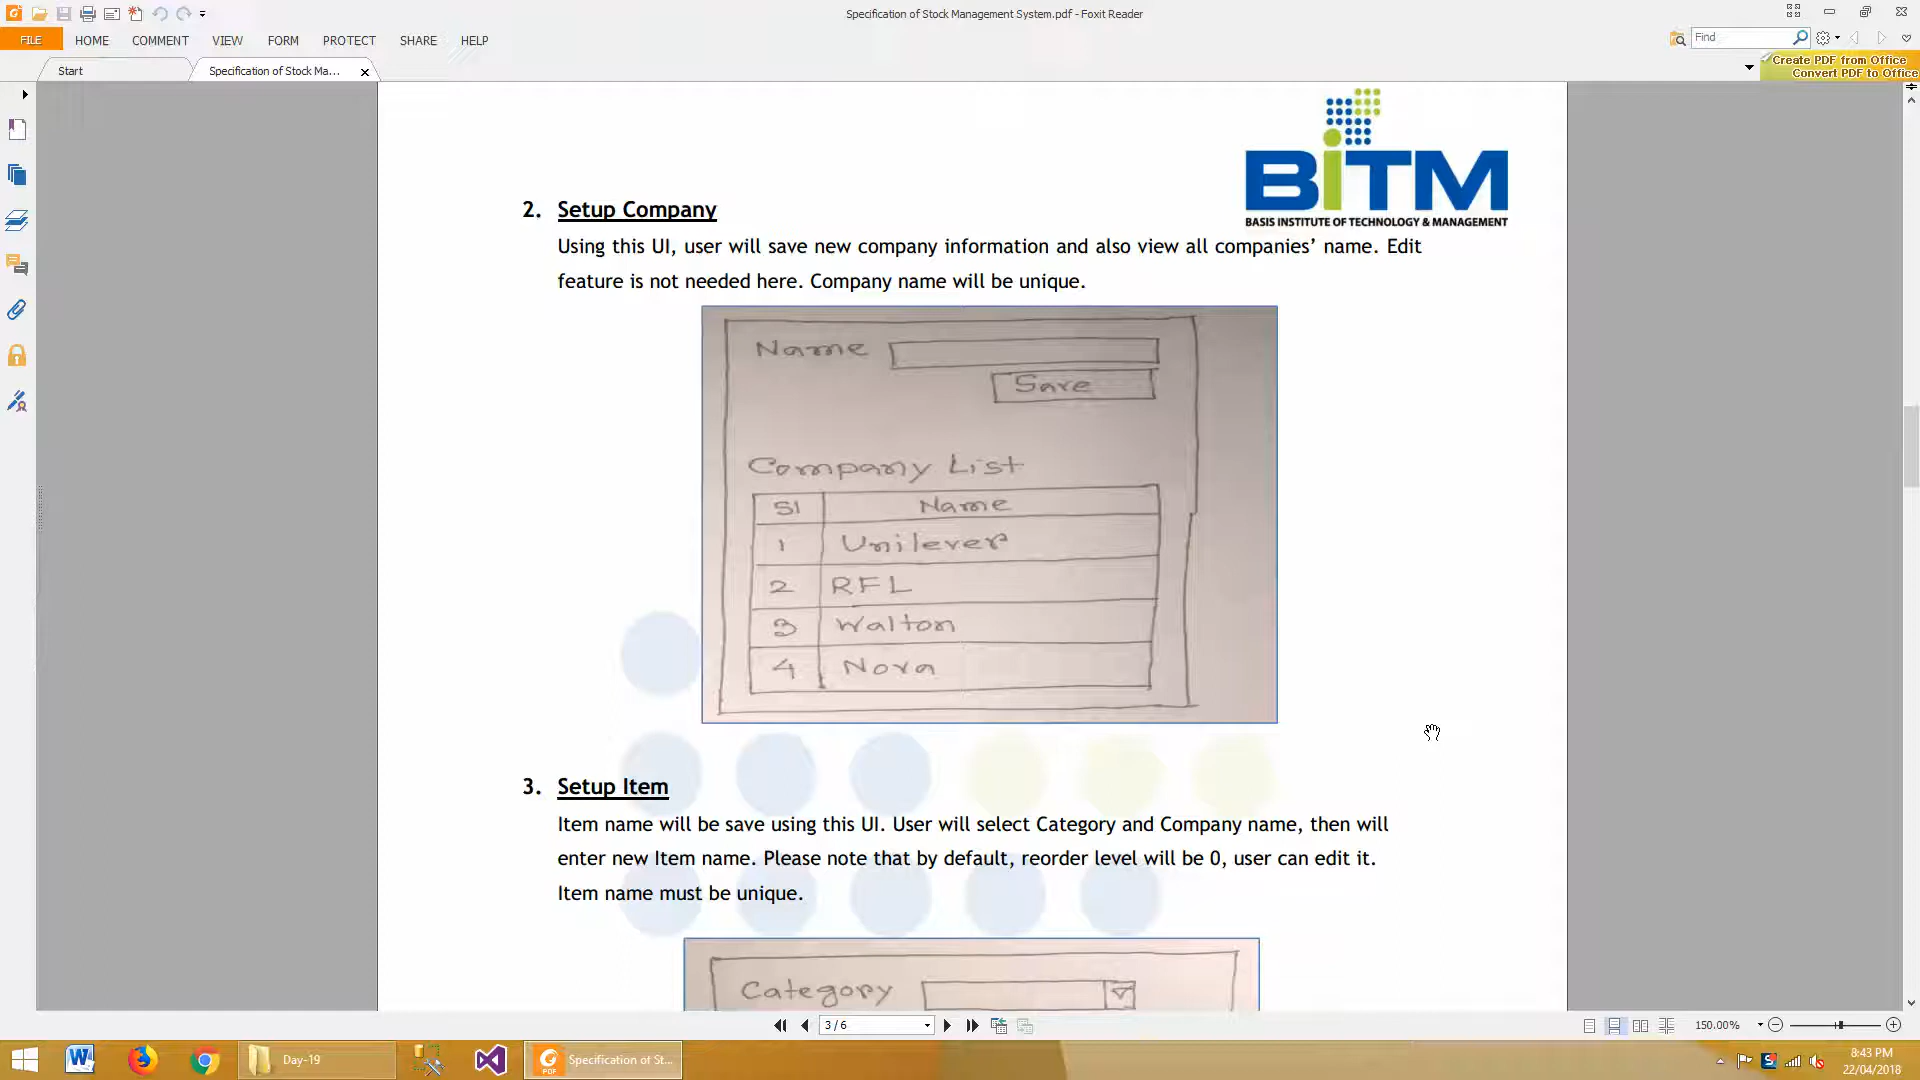 Specification of Stock Management System.pdf - Foxit Reader
FILE HOME COMMENT VIEW FORM PROTECT SHARE HELP
Find
Create PDF from Office
Convert PDF to Office
Start
Specification of Stock Ma...
BiTM
BASIS INSTITUTE OF TECHNOLOGY & MANAGEMENT
2. Setup Company
Using this UI, user will save new company information and also view all companies’ name. Edit
feature is not needed here. Company name will be unique.
Name
Save
Company List
Sl Name
1 Unilever
2 RFL
3 Walton
4 Nova
3. Setup Item
Item name will be save using this UI. User will select Category and Company name, then will
enter new Item name. Please note that by default, reorder level will be 0, user can edit it.
Item name must be unique.
Category
3 / 6
150.00%
Day-19
Specification of St...
8:43 PM
22/04/2018